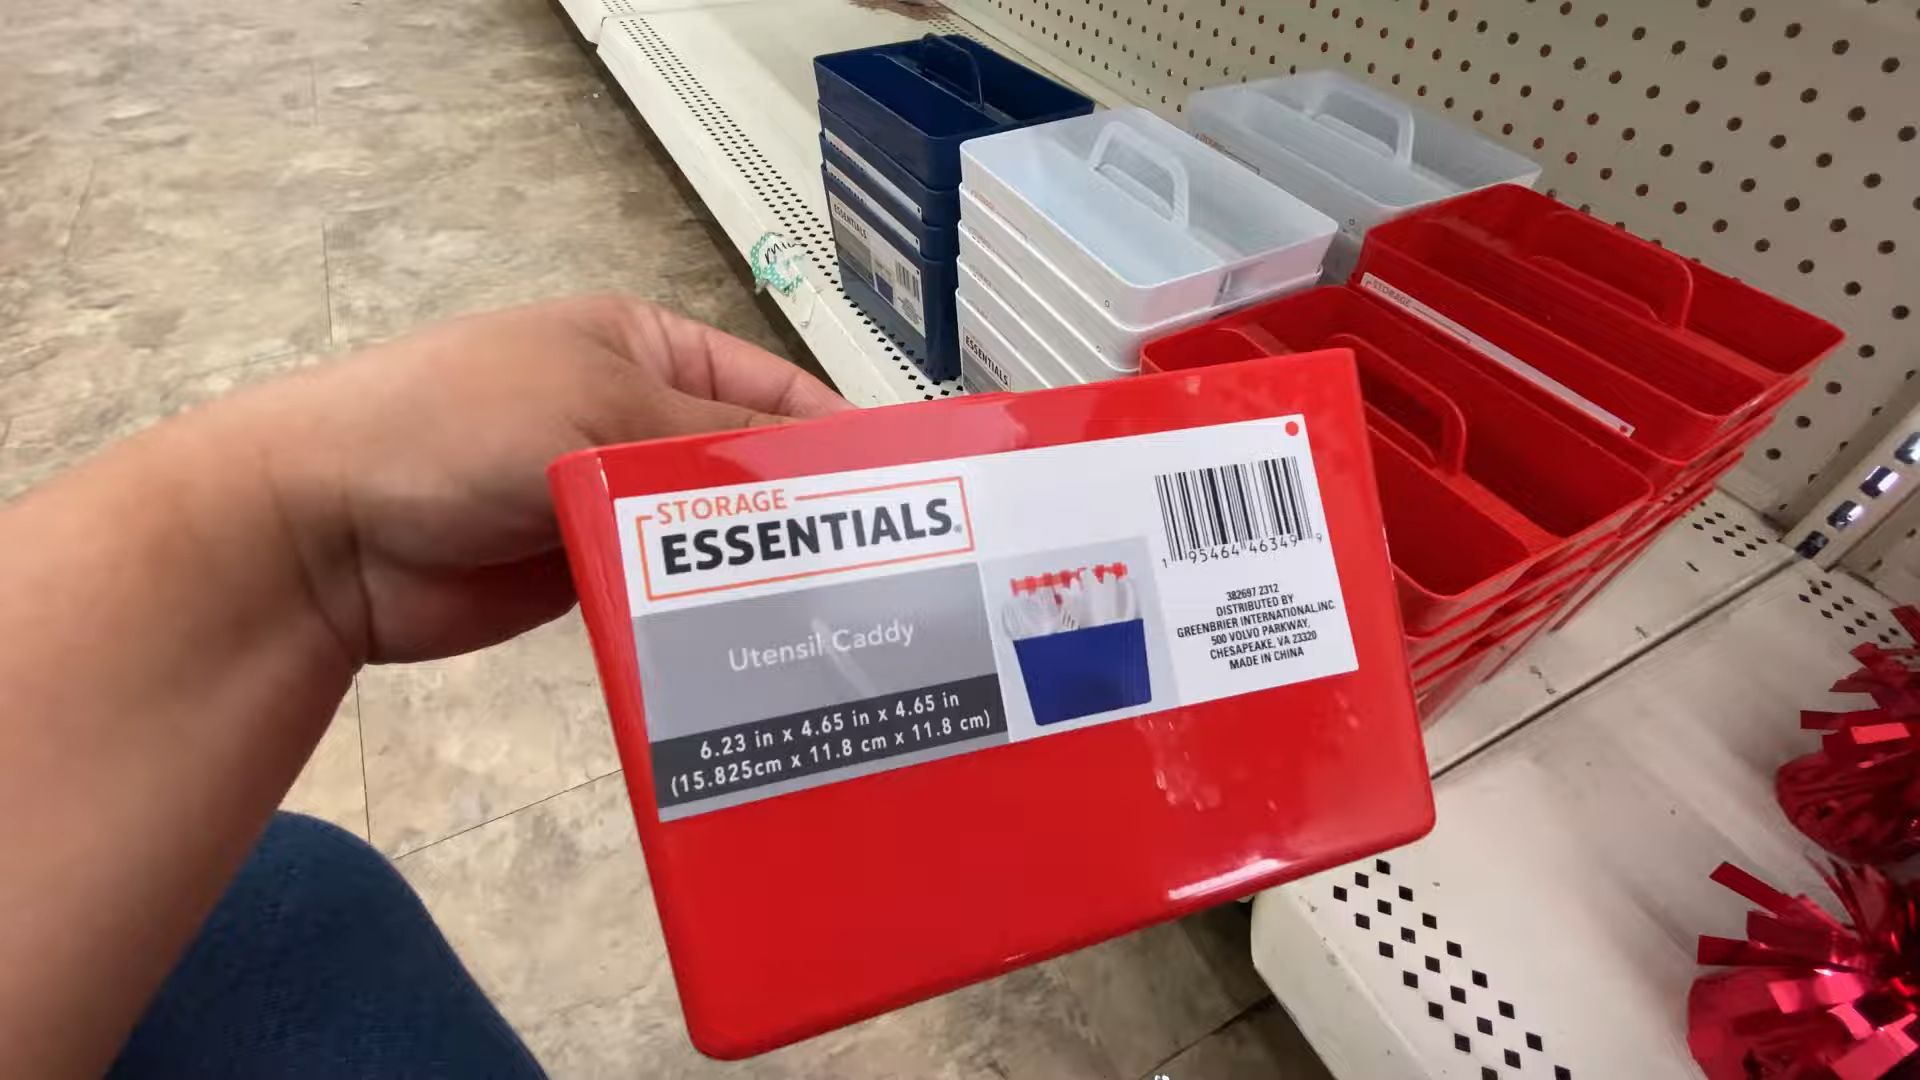 STORAGE
ESSENTIALS
Utensil Caddy
6.23 in x 4.65 in x 4.65 in
(15.825cm x 11.8 cm x 11.8 cm)
1 95464 46349 9
382697 2312
DISTRIBUTED BY
GREENBRIER INTERNATIONAL,INC.
500 VOLVO PARKWAY,
CHESAPEAKE, VA 23320
MADE IN CHINA
ESSENTIALS
ESSENTIALS
STORAGE